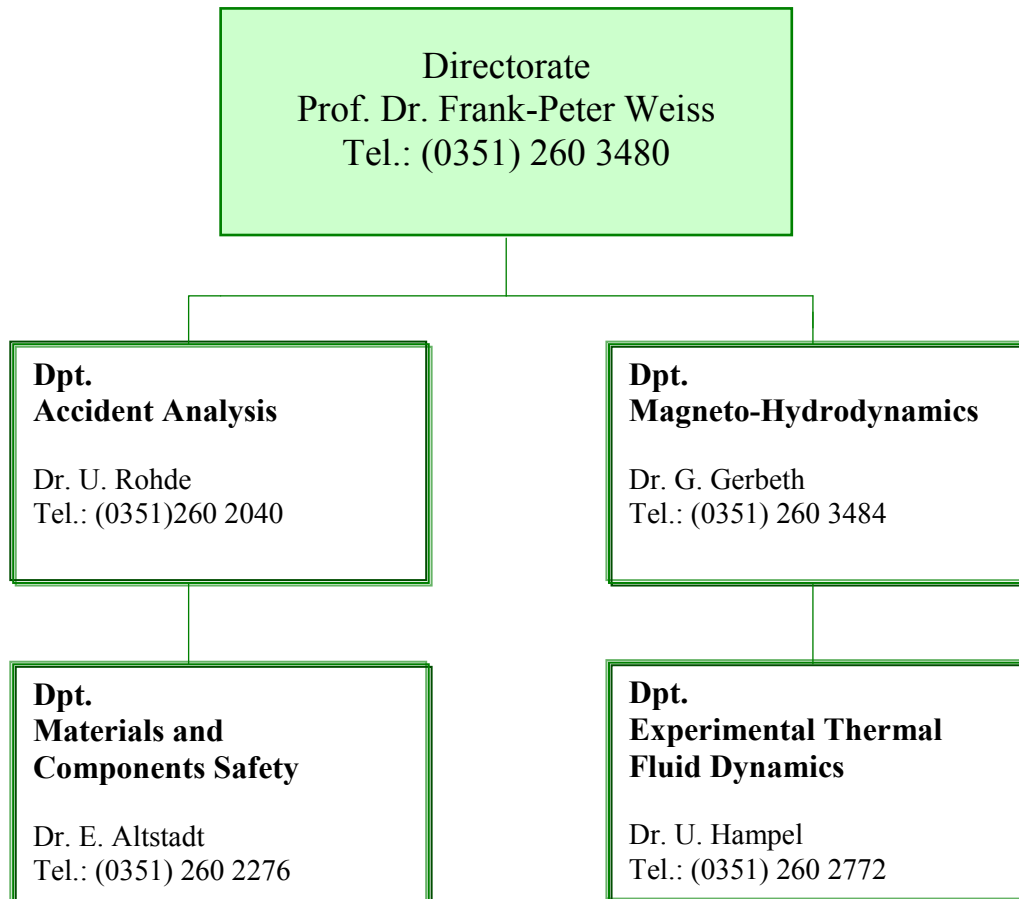 Directorate
Prof. Dr. Frank-Peter Weiss
Tel.: (0351) 260 3480
Dpt.
Accident Analysis
Dr. U. Rohde
Tel.: (0351)260 2040
Dpt.
Magneto-Hydrodynamics
Dr. G. Gerbeth
Tel.: (0351) 260 3484
Dpt.
Materials and
Components Safety
Dr. E. Altstadt
Tel.: (0351) 260 2276
Dpt.
Experimental Thermal
Fluid Dynamics
Dr. U. Hampel
Tel.: (0351) 260 2772